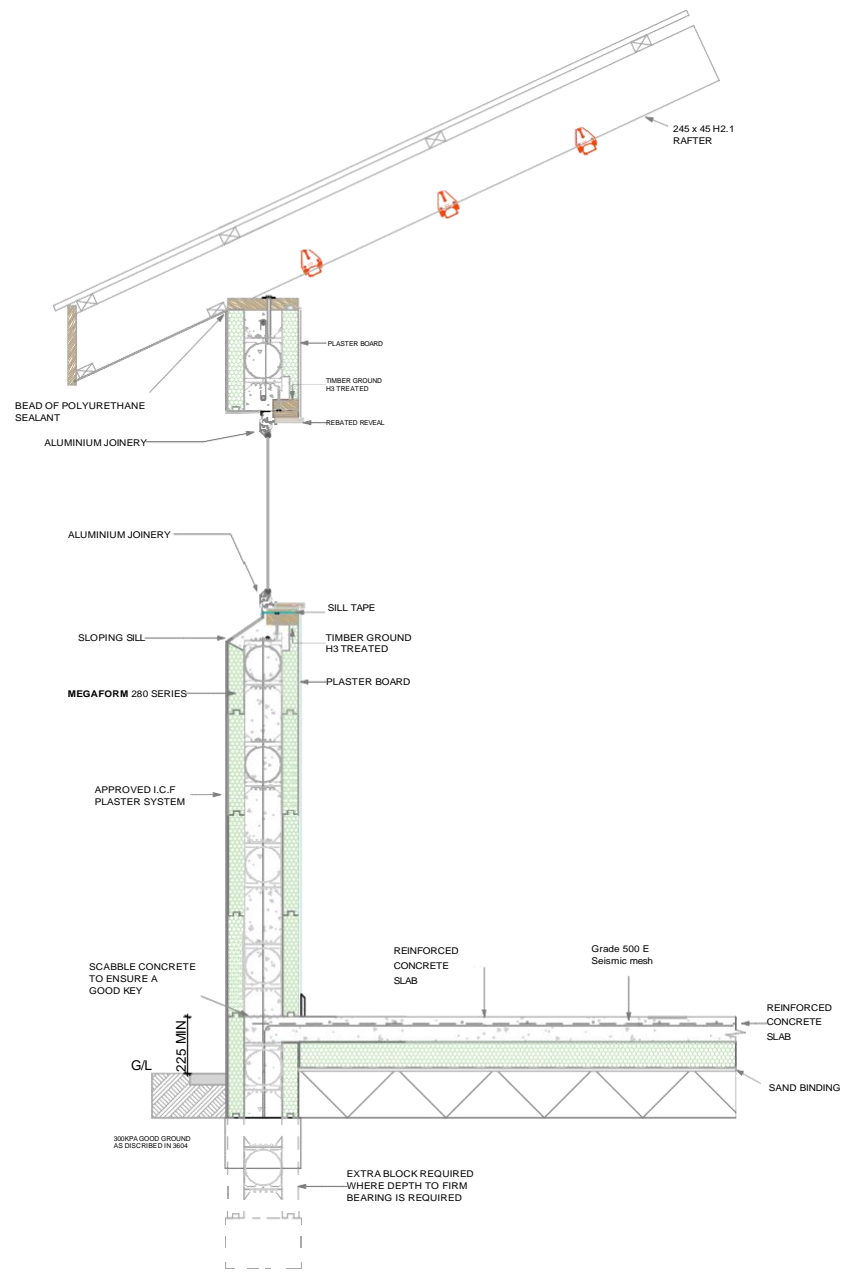 245 x 45 H2.1
RAFTER
PLASTER BOARD
TIMBER GROUND
H3 TREATED
BEAD OF POLYURETHANE
SEALANT
REBATED REVEAL
ALUMINIUM JOINERY
ALUMINIUM JOINERY
SILL TAPE
SLOPING SILL
TIMBER GROUND
H3 TREATED
PLASTER BOARD
MEGAFORM 280 SERIES
APPROVED I.C.F
PLASTER SYSTEM
SCABBLE CONCRETE
TO ENSURE A
GOOD KEY
REINFORCED
CONCRETE
SLAB
Grade 500 E
Seismic mesh
REINFORCED
CONCRETE
SLAB
225 MIN
G/L
SAND BINDING
300KPA GOOD GROUND
AS DISCRIBED IN 3604
EXTRA BLOCK REQUIRED
WHERE DEPTH TO FIRM
BEARING IS REQUIRED